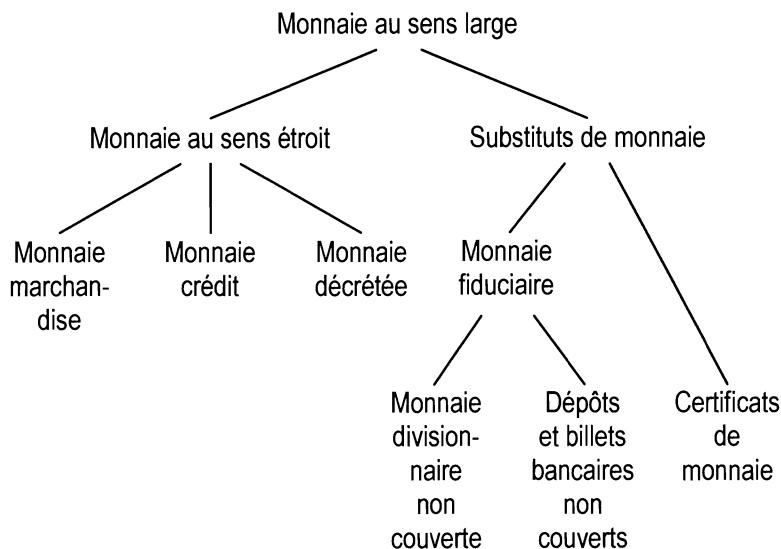 Monnaie au sens large
Monnaie au sens étroit
Substituts de monnaie
Monnaie
marchan-
dise
Monnaie
crédit
Monnaie
décrétée
Monnaie
fiduciaire
Monnaie
division-
naire
non
couverte
Dépôts
et billets
bancaires
non
couverts
Certificats
de
monnaie